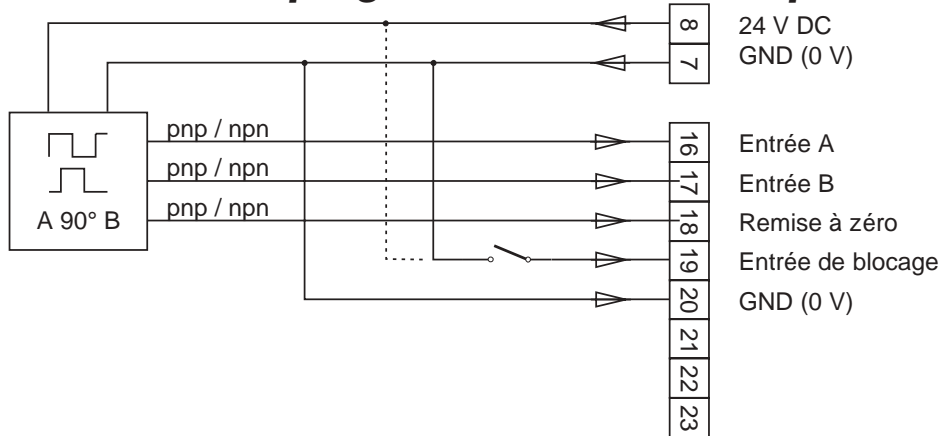 8 24 V DC
7 GND (0 V)
pnp / npn 16 Entrée A
pnp / npn 17 Entrée B
A 90° B pnp / npn 18 Remise à zéro
19 Entrée de blocage
20 GND (0 V)
21
22
23